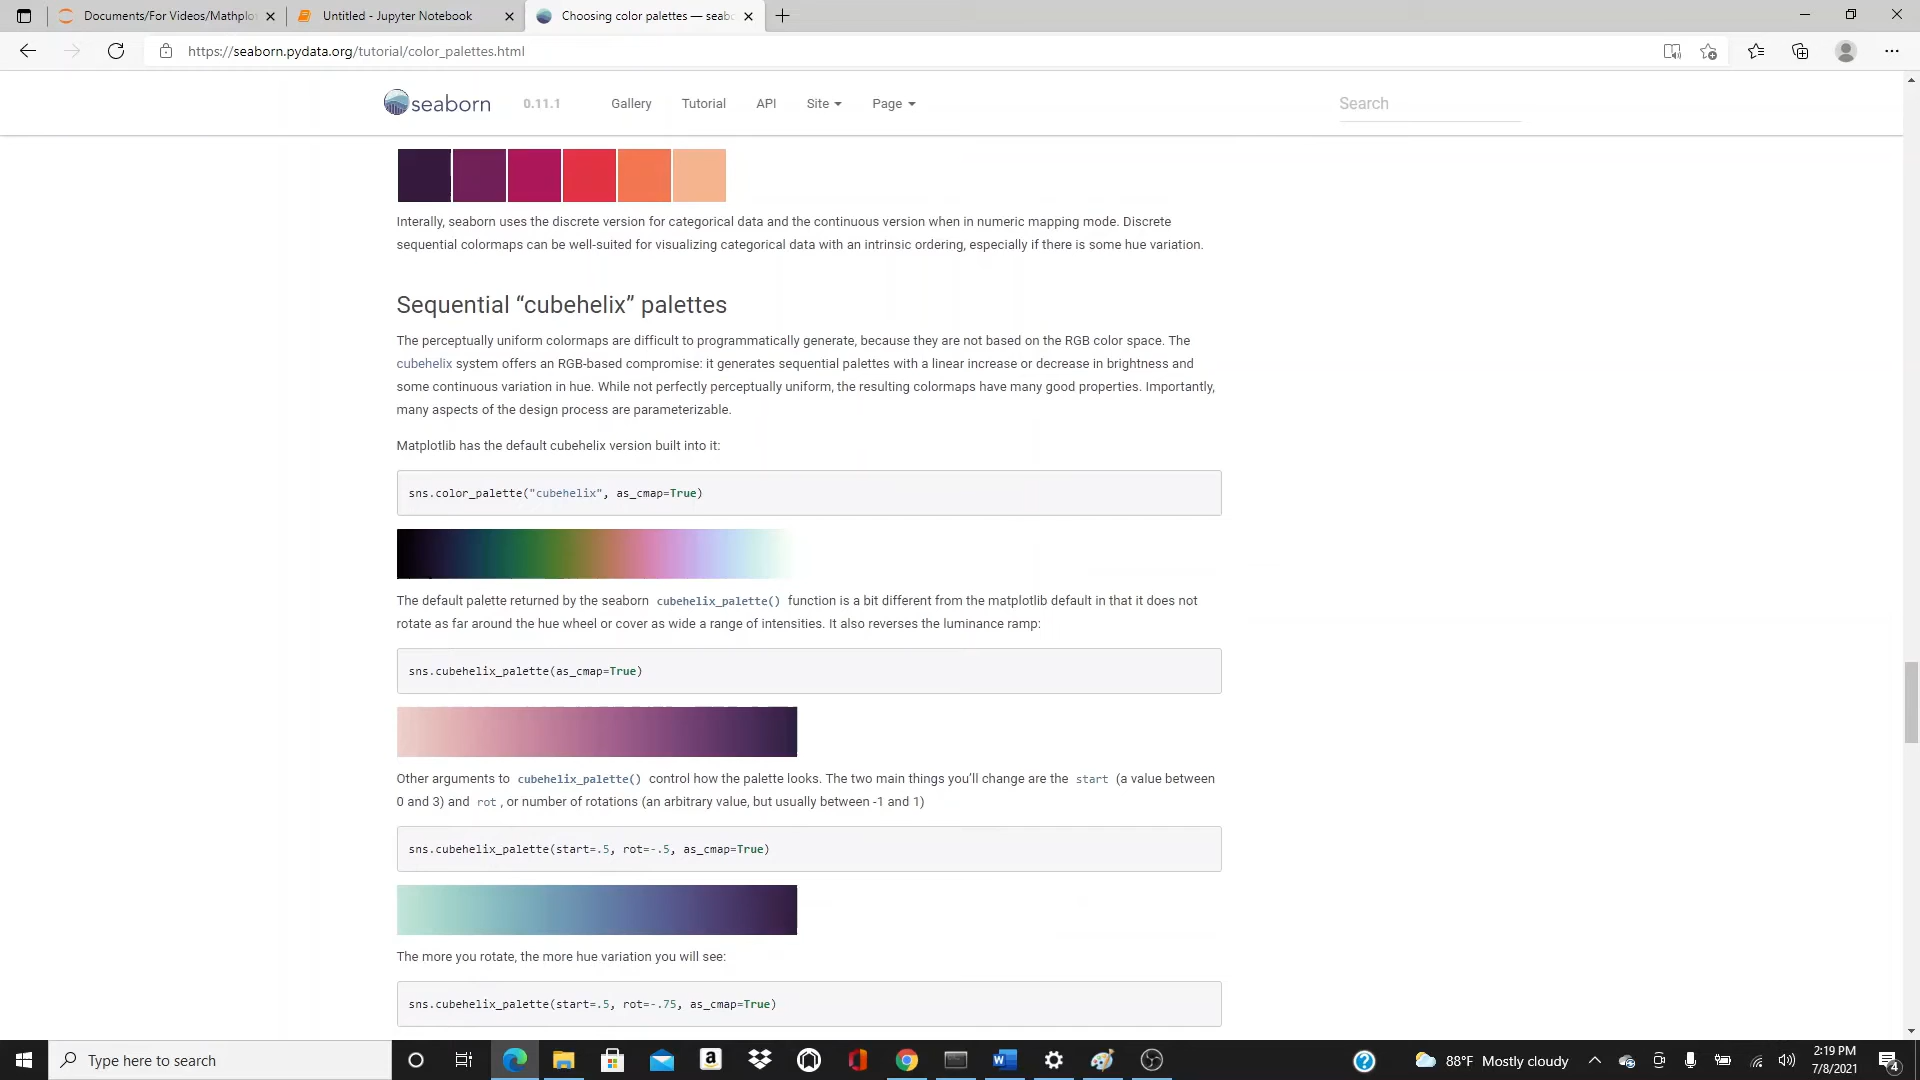 Documents/For Videos/Mathplo
Untitled - Jupyter Notebook
Choosing color palettes — seabo
https://seaborn.pydata.org/tutorial/color_palettes.html
seaborn 0.11.1 Gallery Tutorial API Site Page Search
Interally, seaborn uses the discrete version for categorical data and the continuous version when in numeric mapping mode. Discrete
sequential colormaps can be well-suited for visualizing categorical data with an intrinsic ordering, especially if there is some hue variation.
Sequential “cubehelix” palettes
The perceptually uniform colormaps are difficult to programmatically generate, because they are not based on the RGB color space. The
cubehelix system offers an RGB-based compromise: it generates sequential palettes with a linear increase or decrease in brightness and
some continuous variation in hue. While not perfectly perceptually uniform, the resulting colormaps have many good properties. Importantly,
many aspects of the design process are parameterizable.
Matplotlib has the default cubehelix version built into it:
sns.color_palette("cubehelix", as_cmap=True)
The default palette returned by the seaborn cubehelix_palette() function is a bit different from the matplotlib default in that it does not
rotate as far around the hue wheel or cover as wide a range of intensities. It also reverses the luminance ramp:
sns.cubehelix_palette(as_cmap=True)
Other arguments to cubehelix_palette() control how the palette looks. The two main things you’ll change are the start (a value between
0 and 3) and rot , or number of rotations (an arbitrary value, but usually between -1 and 1)
sns.cubehelix_palette(start=.5, rot=-.5, as_cmap=True)
The more you rotate, the more hue variation you will see:
sns.cubehelix_palette(start=.5, rot=-.75, as_cmap=True)
Type here to search
88°F Mostly cloudy
2:19 PM
7/8/2021
4